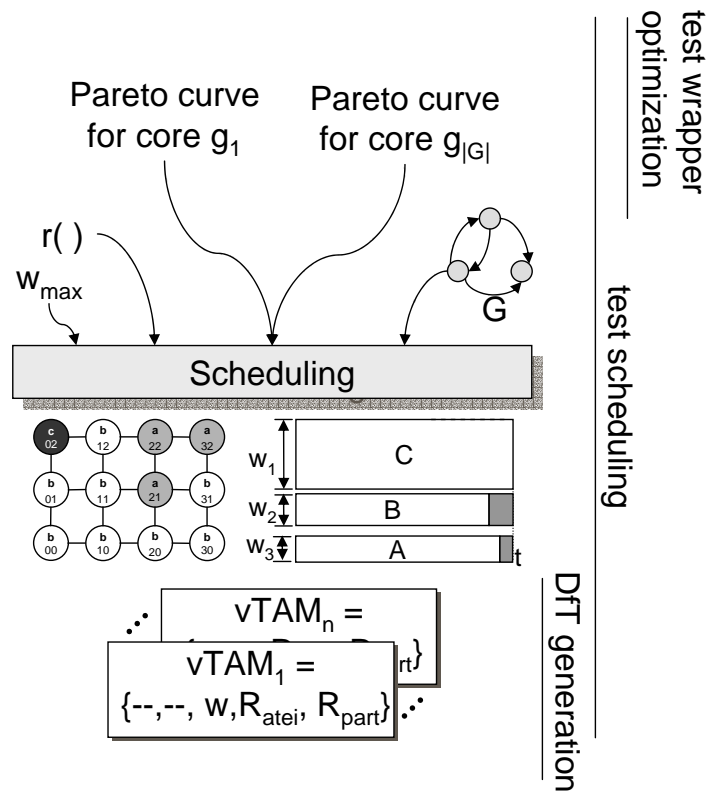 Pareto curve
for core g1
Pareto curve
for core g|G|
test wrapper
optimization
r( )
wmax
G
test scheduling
Scheduling
c 02
b 12
a 22
a 32
b 01
b 11
a 21
b 31
b 00
b 10
b 20
b 30
w1
C
w2
B
w3
A
t
DfT generation
vTAMn =
rt}
vTAM1 =
{--,--, w,Ratei, Rpart}